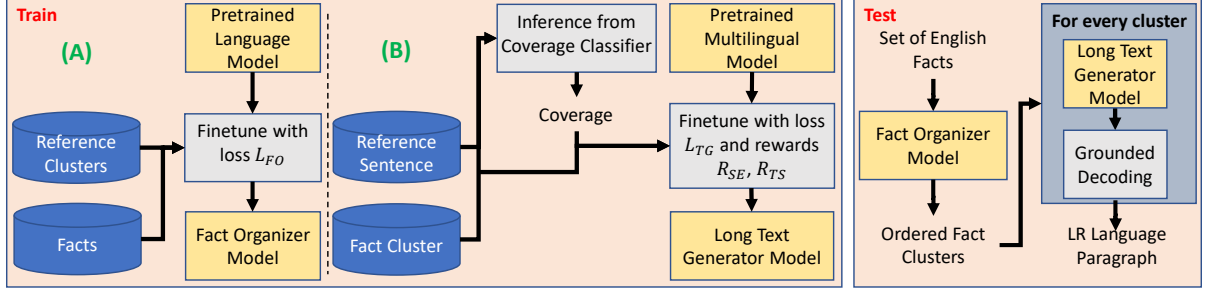 Train
(A)
Pretrained
Language
Model
Reference
Clusters
Finetune with
loss L_FO
Facts
Fact Organizer
Model
(B)
Inference from
Coverage Classifier
Pretrained
Multilingual
Model
Coverage
Reference
Sentence
Finetune with loss
L_TG and rewards
R_SE, R_TS
Fact Cluster
Long Text
Generator Model
Test
Set of English
Facts
Fact Organizer
Model
Ordered Fact
Clusters
For every cluster
Long Text
Generator
Model
Grounded
Decoding
LR Language
Paragraph